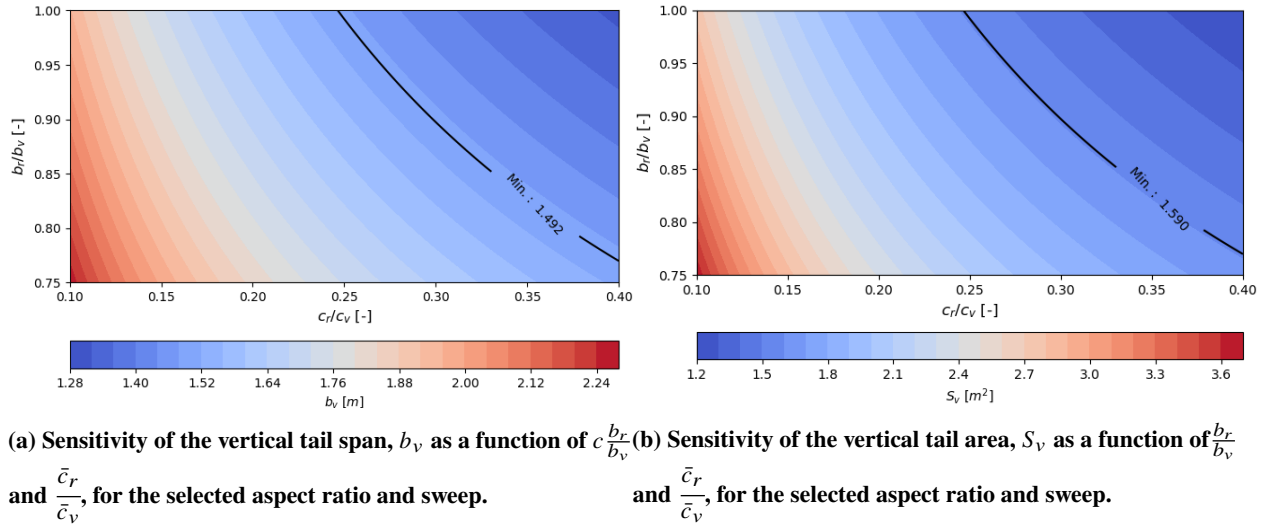 1.00
0.95
0.90
0.85
0.80
0.75
b_r/b_v [-]
Min.: 1.492
0.10 0.15 0.20 0.25 0.30 0.35 0.40
c_r/c_v [-]
1.28 1.40 1.52 1.64 1.76 1.88 2.00 2.12 2.24
b_v [m]
1.00
0.95
0.90
0.85
0.80
0.75
b_r/b_v [-]
Min.: 1.590
0.10 0.15 0.20 0.25 0.30 0.35 0.40
c_r/c_v [-]
1.2 1.5 1.8 2.1 2.4 2.7 3.0 3.3 3.6
S_v [m²]
(a) Sensitivity of the vertical tail span, b_v as a function of c b_r/b_v
and c̄_r/c̄_v, for the selected aspect ratio and sweep.
(b) Sensitivity of the vertical tail area, S_v as a function of b_r/b_v
and c̄_r/c̄_v, for the selected aspect ratio and sweep.